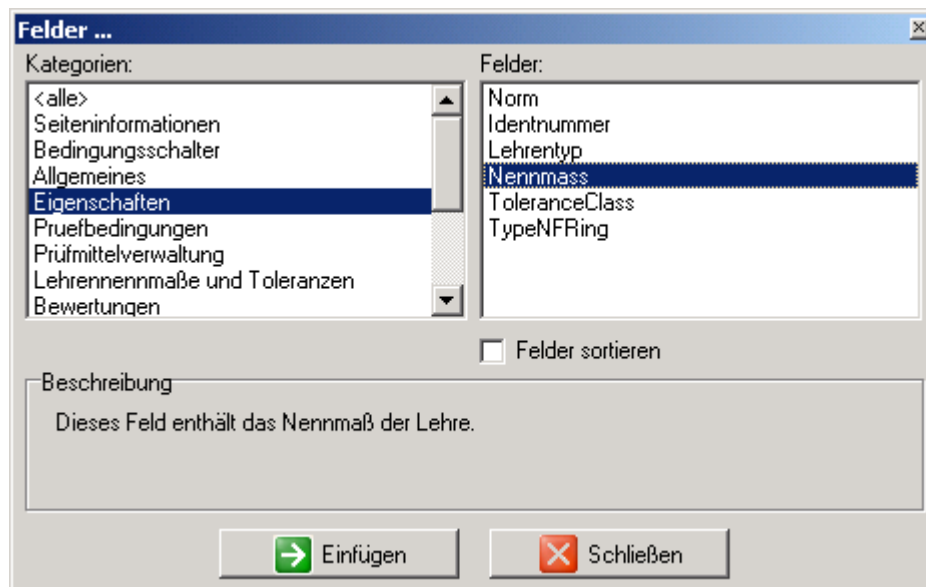 Felder ...
Kategorien:
<alle>
Seiteninformationen
Bedingungsschalter
Allgemeines
Eigenschaften
Pruefbedingungen
Prüfmittelverwaltung
Lehrennennmaße und Toleranzen
Bewertungen
Felder:
Norm
Identnummer
Lehrentyp
Nennmass
ToleranceClass
TypeNFRing
Felder sortieren
Beschreibung
Dieses Feld enthält das Nennmaß der Lehre.
Einfügen
Schließen